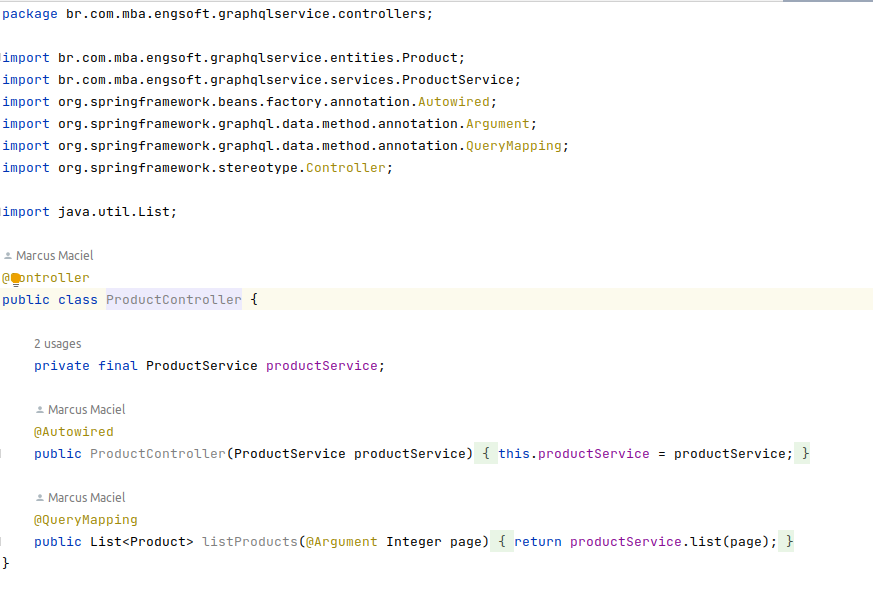 package br.com.mba.engsoft.graphqlservice.controllers;
import br.com.mba.engsoft.graphqlservice.entities.Product;
import br.com.mba.engsoft.graphqlservice.services.ProductService;
import org.springframework.beans.factory.annotation.Autowired;
import org.springframework.graphql.data.method.annotation.Argument;
import org.springframework.graphql.data.method.annotation.QueryMapping;
import org.springframework.stereotype.Controller;
import java.util.List;
Marcus Maciel
@Controller
public class ProductController {
2 usages
private final ProductService productService;
Marcus Maciel
@Autowired
public ProductController(ProductService productService) { this.productService = productService; }
Marcus Maciel
@QueryMapping
public List<Product> listProducts(@Argument Integer page) { return productService.list(page); }
}